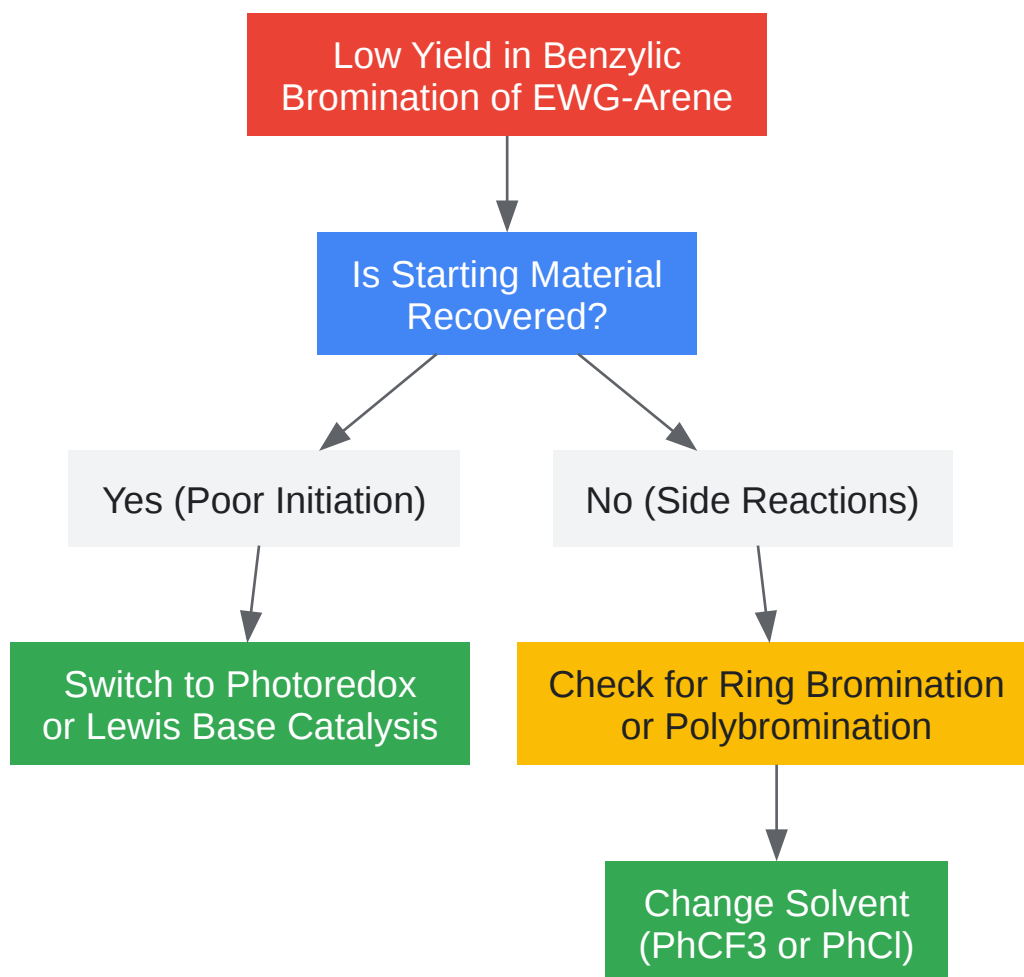 Low Yield in Benzylic
Bromination of EWG-Arene
Is Starting Material
Recovered?
Yes (Poor Initiation)
No (Side Reactions)
Switch to Photoredox
or Lewis Base Catalysis
Check for Ring Bromination
or Polybromination
Change Solvent
(PhCF3 or PhCl)